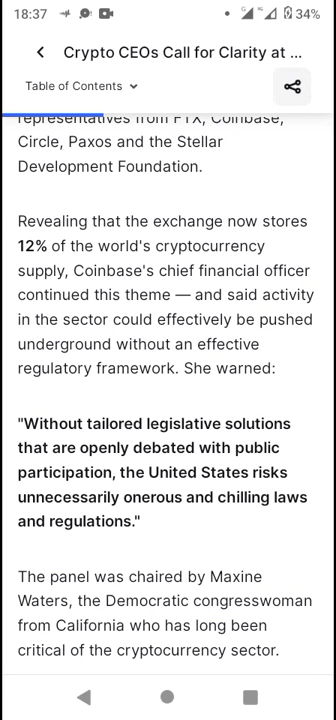 18:37
34%
Crypto CEOs Call for Clarity at ...
Table of Contents
representatives from FTX, Coinbase,
Circle, Paxos and the Stellar
Development Foundation.
Revealing that the exchange now stores
12% of the world's cryptocurrency
supply, Coinbase's chief financial officer
continued this theme — and said activity
in the sector could effectively be pushed
underground without an effective
regulatory framework. She warned:
"Without tailored legislative solutions
that are openly debated with public
participation, the United States risks
unnecessarily onerous and chilling laws
and regulations."
The panel was chaired by Maxine
Waters, the Democratic congresswoman
from California who has long been
critical of the cryptocurrency sector.